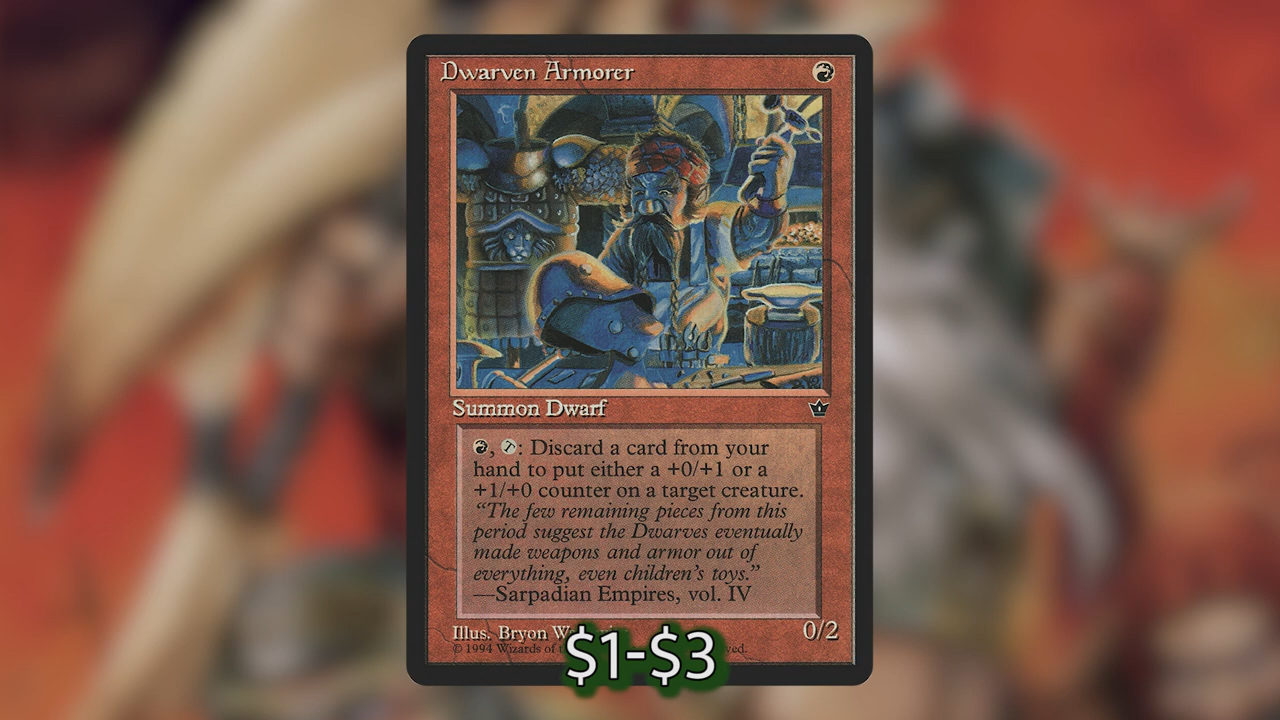 Dwarven Armorer
Summon Dwarf
: Discard a card from your
hand to put either a +0/+1 or a
+1/+0 counter on a target creature.
“The few remaining pieces from this
period suggest the Dwarves eventually
made weapons and armor out of
everything, even children’s toys.”
—Sarpadian Empires, vol. IV
Illus. Bryon
0/2
© 1994 Wizards of
$1-$3